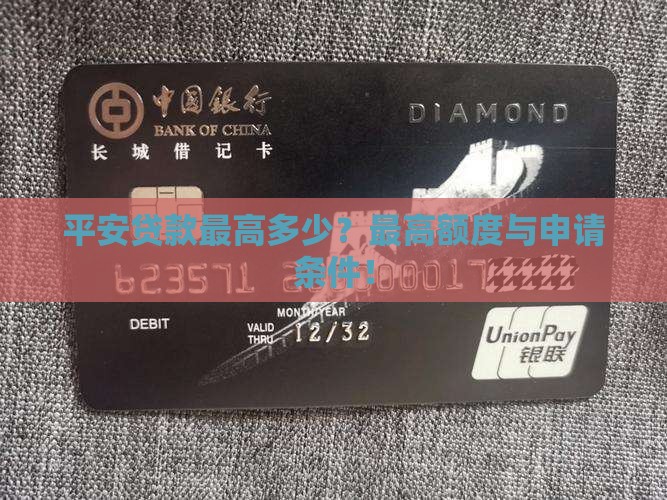 中国銀行
BANK OF CHINA
长城借记卡
DIAMOND
平安贷款最高多少？最高额度与申请
条件！
MONTH/YEAR
DEBIT
VALID
THRU
12/32
UnionPay
银联